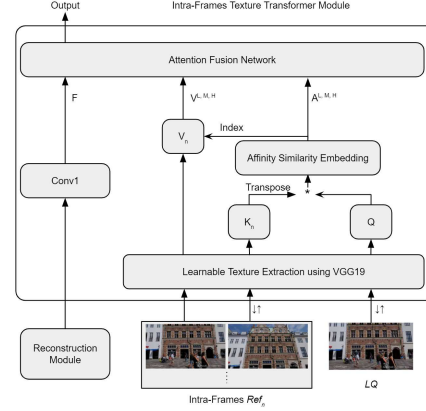 Output
Intra-Frames Texture Transformer Module
Attention Fusion Network
F
V^L, M, H
A^L, M, H
Index
V_n
Affinity Similarity Embedding
Conv1
Transpose
*
K_n
Q
Learnable Texture Extraction using VGG19
↓↑
↓↑
Reconstruction
Module
LQ
Intra-Frames Ref_n